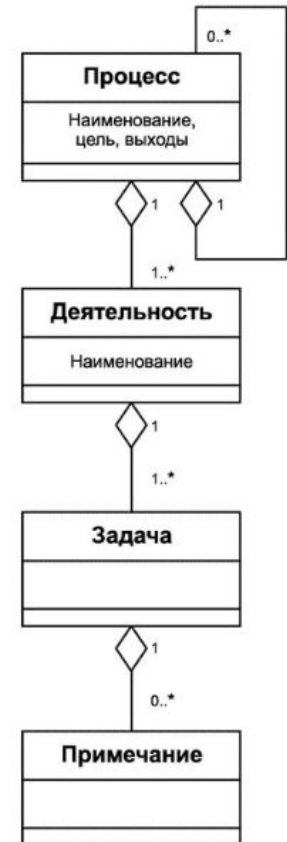 0..*
Процесс
Наименование,
цель, выходы
1 1
1..*
Деятельность
Наименование
1
1..*
Задача
1
0..*
Примечание